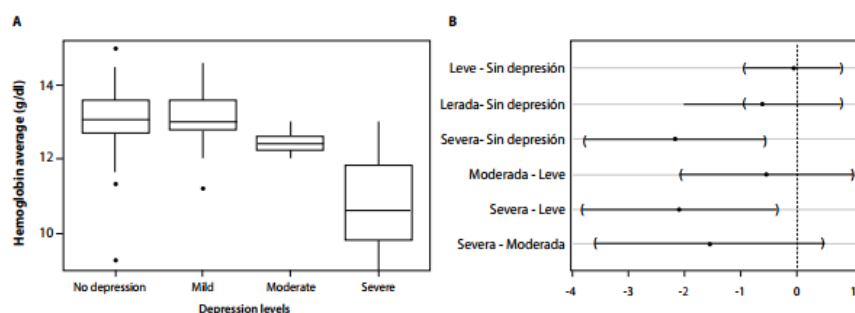 A
Hemoglobin average (g/dl)
14
12
10
No depression Mild Moderate Severe
Depression levels
B
Leve - Sin depresión
Lerada- Sin depresión
Severa- Sin depresión
Moderada - Leve
Severa - Leve
Severa - Moderada
-4 -3 -2 -1 0 1